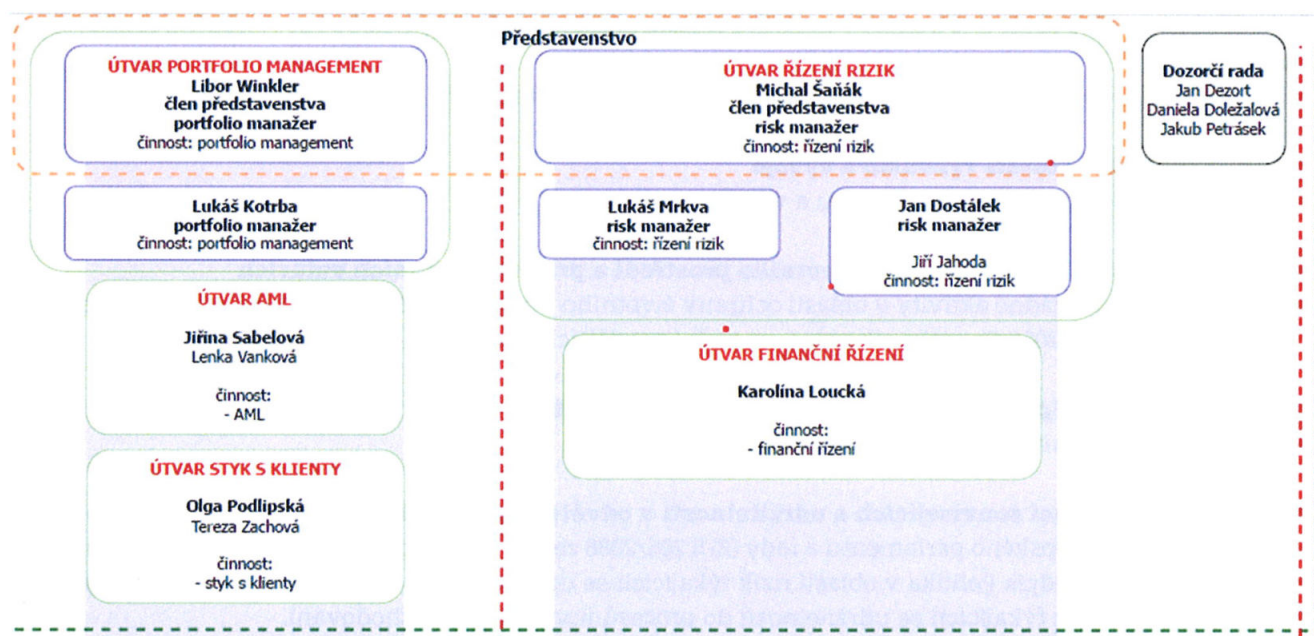 Představenstvo
ÚTVAR PORTFOLIO MANAGEMENT
Libor Winkler
člen představenstva
portfolio manažer
činnost: portfolio management
Lukáš Kotrba
portfolio manažer
činnost: portfolio management
ÚTVAR AML
Jiřina Sabelová
Lenka Vanková
činnost:
- AML
ÚTVAR STYK S KLIENTY
Olga Podlipská
Tereza Zachová
činnost:
- styk s klienty
ÚTVAR ŘÍZENÍ RIZIK
Michal Šaňák
člen představenstva
risk manažer
činnost: řízení rizik
Lukáš Mrkva
risk manažer
činnost: řízení rizik
Jan Dostálek
risk manažer
Jiří Jahoda
činnost: řízení rizik
ÚTVAR FINANČNÍ ŘÍZENÍ
Karolína Loucká
činnost:
- finanční řízení
Dozorčí rada
Jan Dezort
Daniela Doležalová
Jakub Petrásek